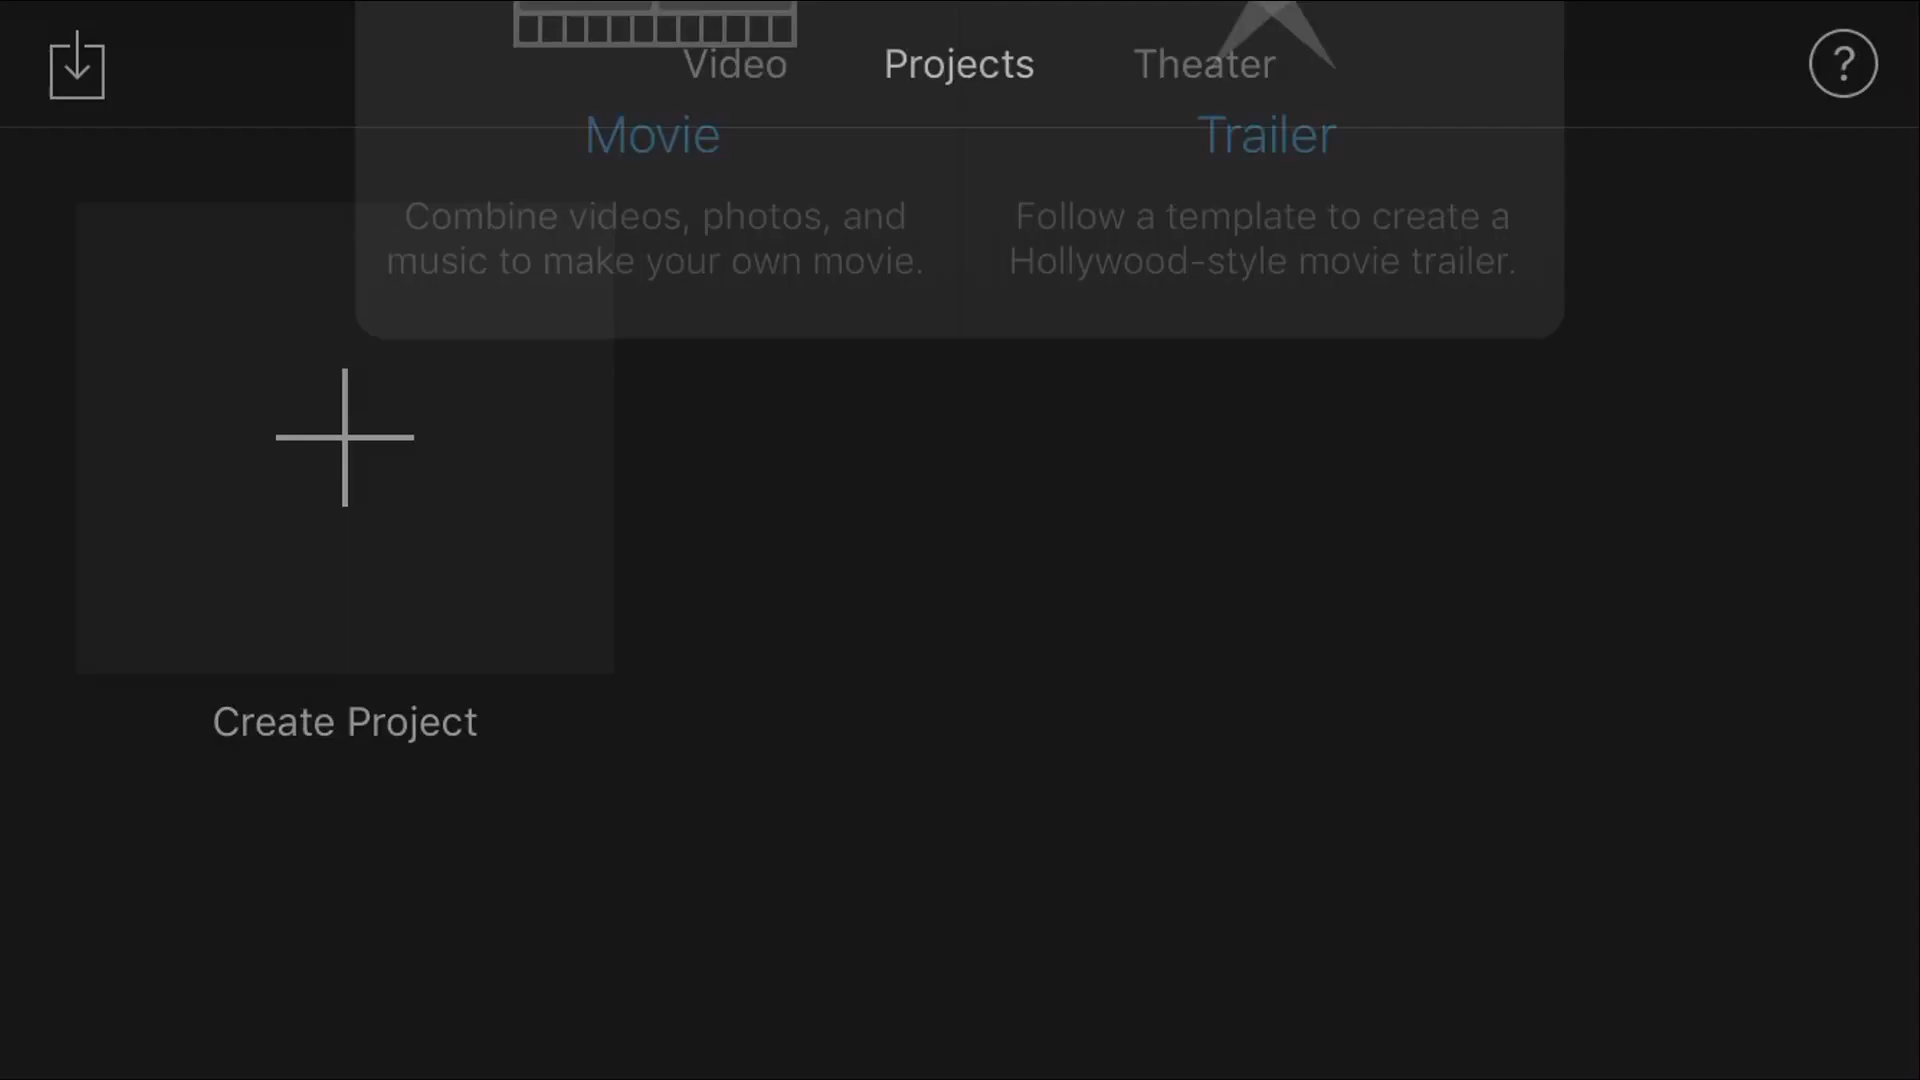 Video Projects Theater ?
Movie
Combine videos, photos, and
music to make your own movie.
Trailer
Follow a template to create a
Hollywood-style movie trailer.
Create Project